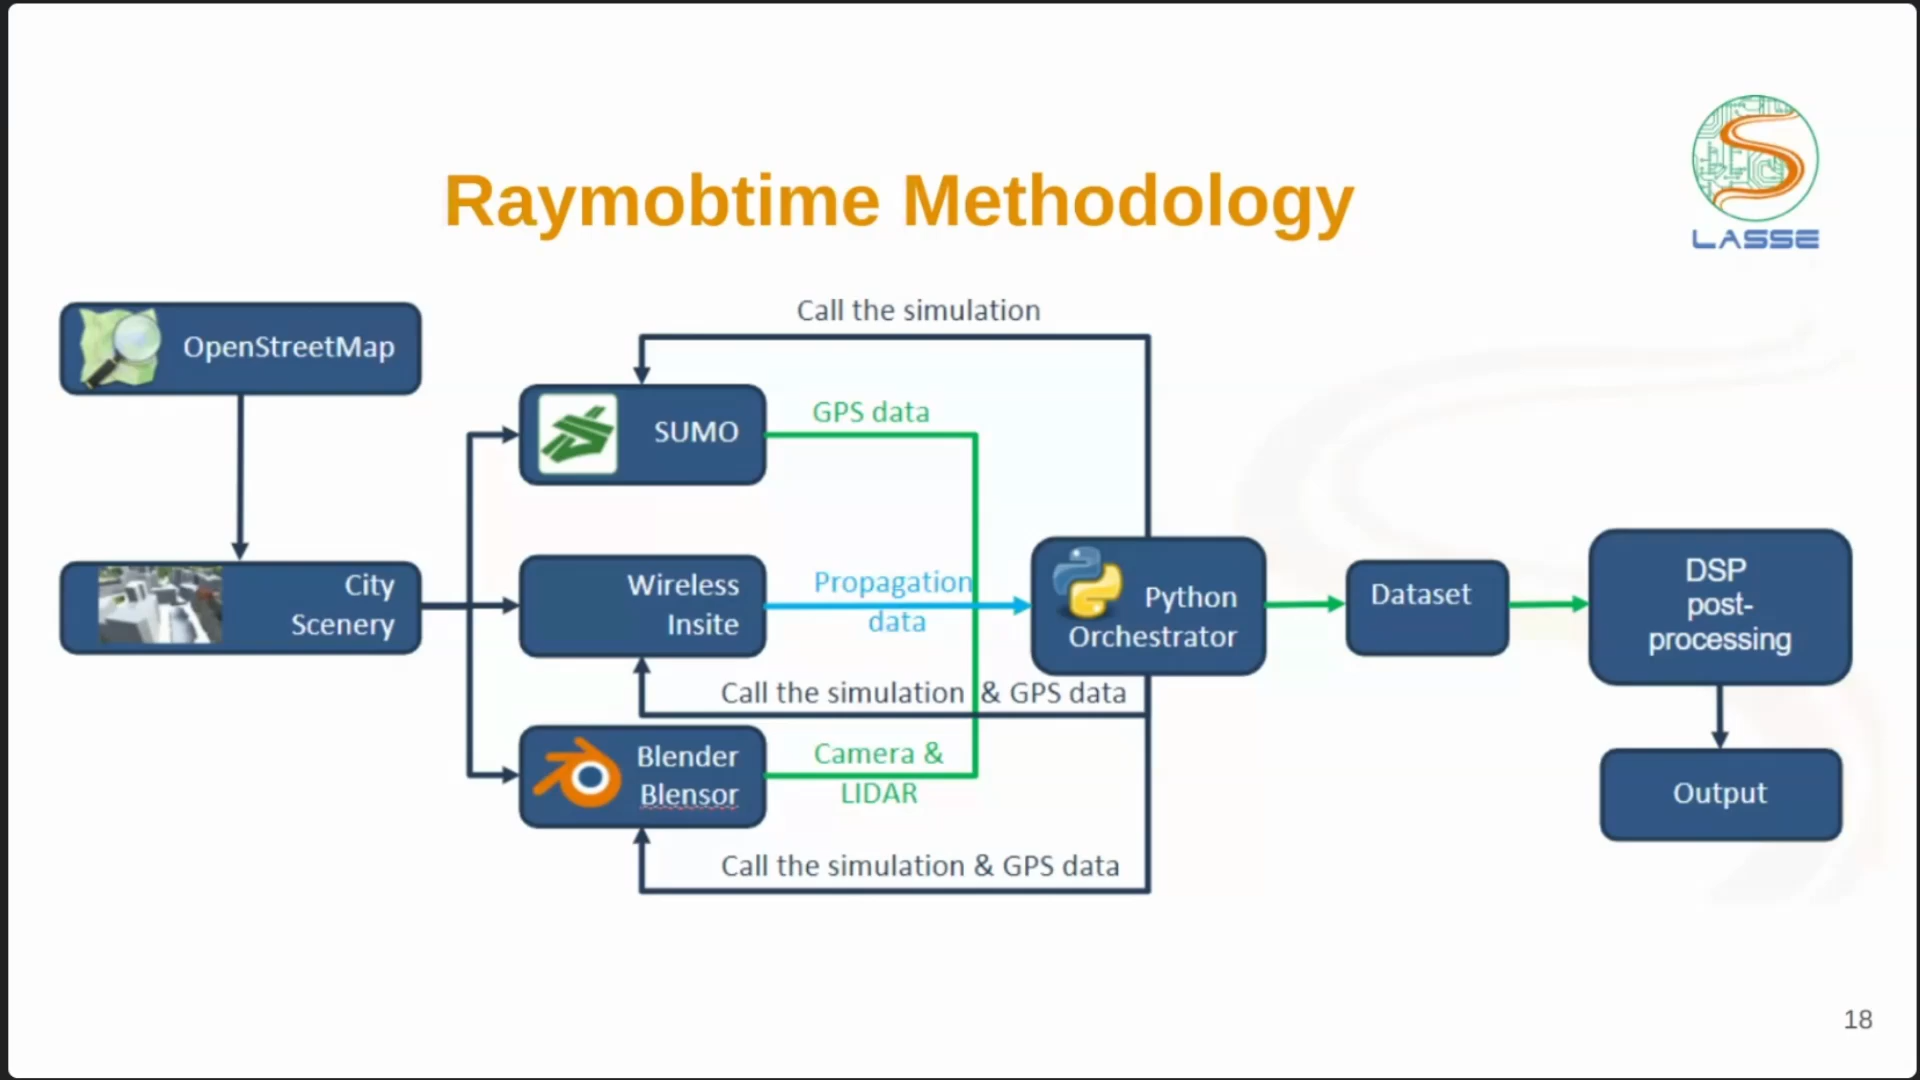 Raymobtime Methodology
LASSE
OpenStreetMap
City
Scenery
Call the simulation
SUMO
GPS data
Wireless
Insite
Propagation
data
Call the simulation & GPS data
Blender
Blensor
Camera &
LIDAR
Call the simulation & GPS data
Python
Orchestrator
Dataset
DSP
post-
processing
Output
18